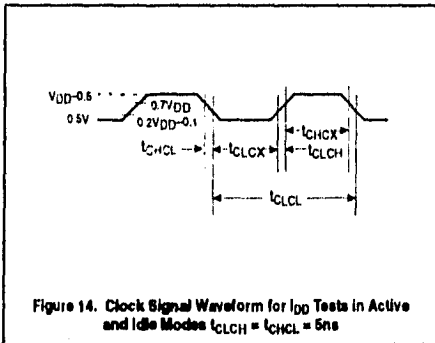 VDD–0.5
0.7VDD
0.5V
0.2VDD–0.1
tCHCX
tCHCL
tCLCX
tCLCH
tCLCL
Figure 14. Clock Signal Waveform for IDD Tests in Active
and Idle Modes tCLCH = tCHCL = 5ns